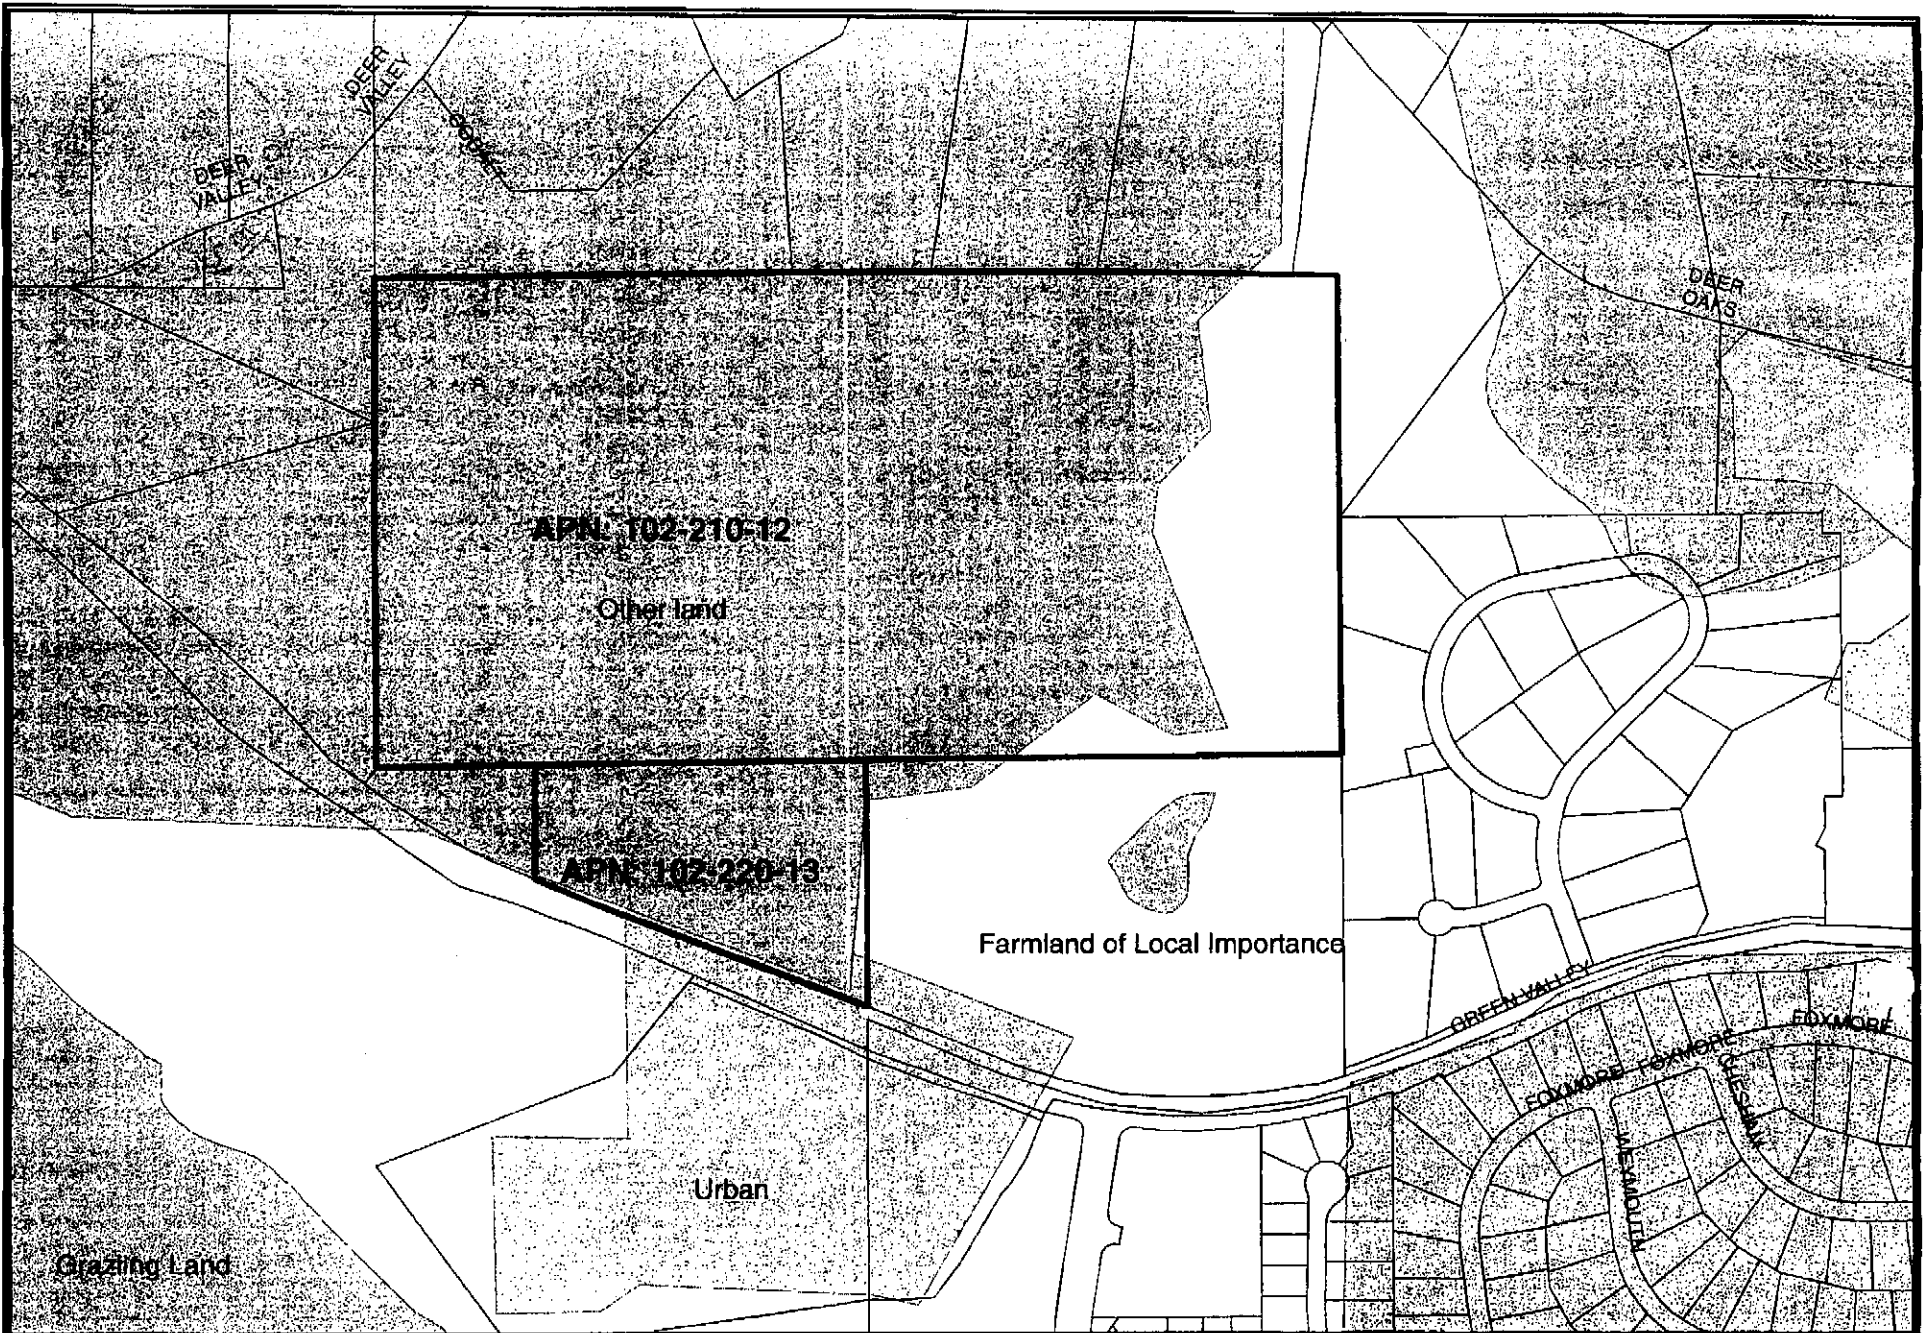 DEER
VALLEY
DEER
VALLEY
DEER
OAKS
APN: 102-210-12
Other land
APN: 102-220-13
Farmland of Local Importance
GREEN VALLEY
FOXMORE
FOXMORE
FOXMORE
WEYMOUTH
Urban
Grazing Land